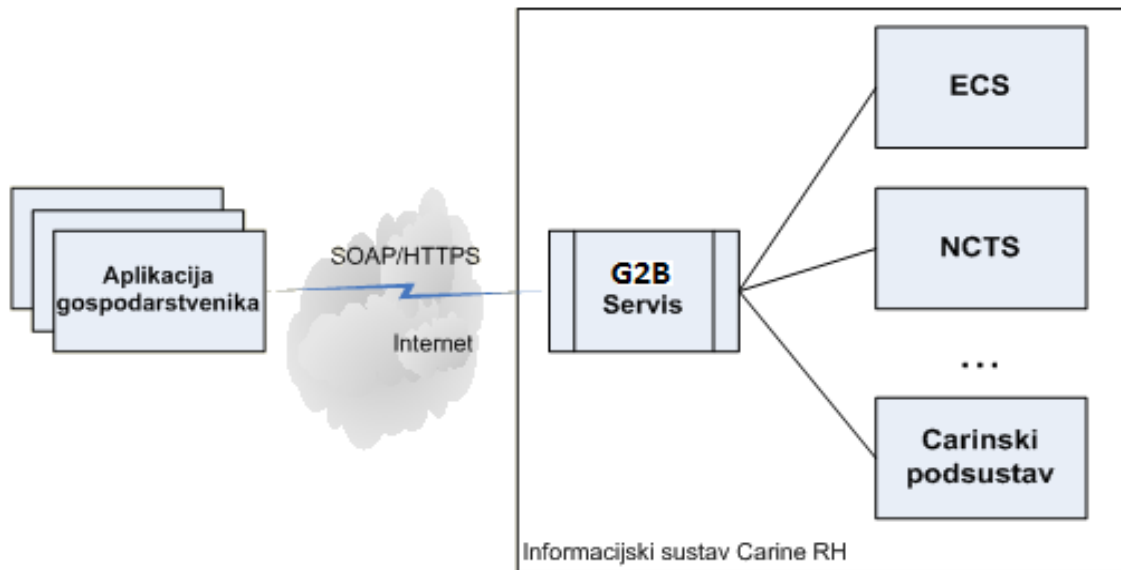 Aplikacija
gospodarstvenika
SOAP/HTTPS
Internet
G2B
Servis
ECS
NCTS
...
Carinski
podsustav
Informacijski sustav Carine RH